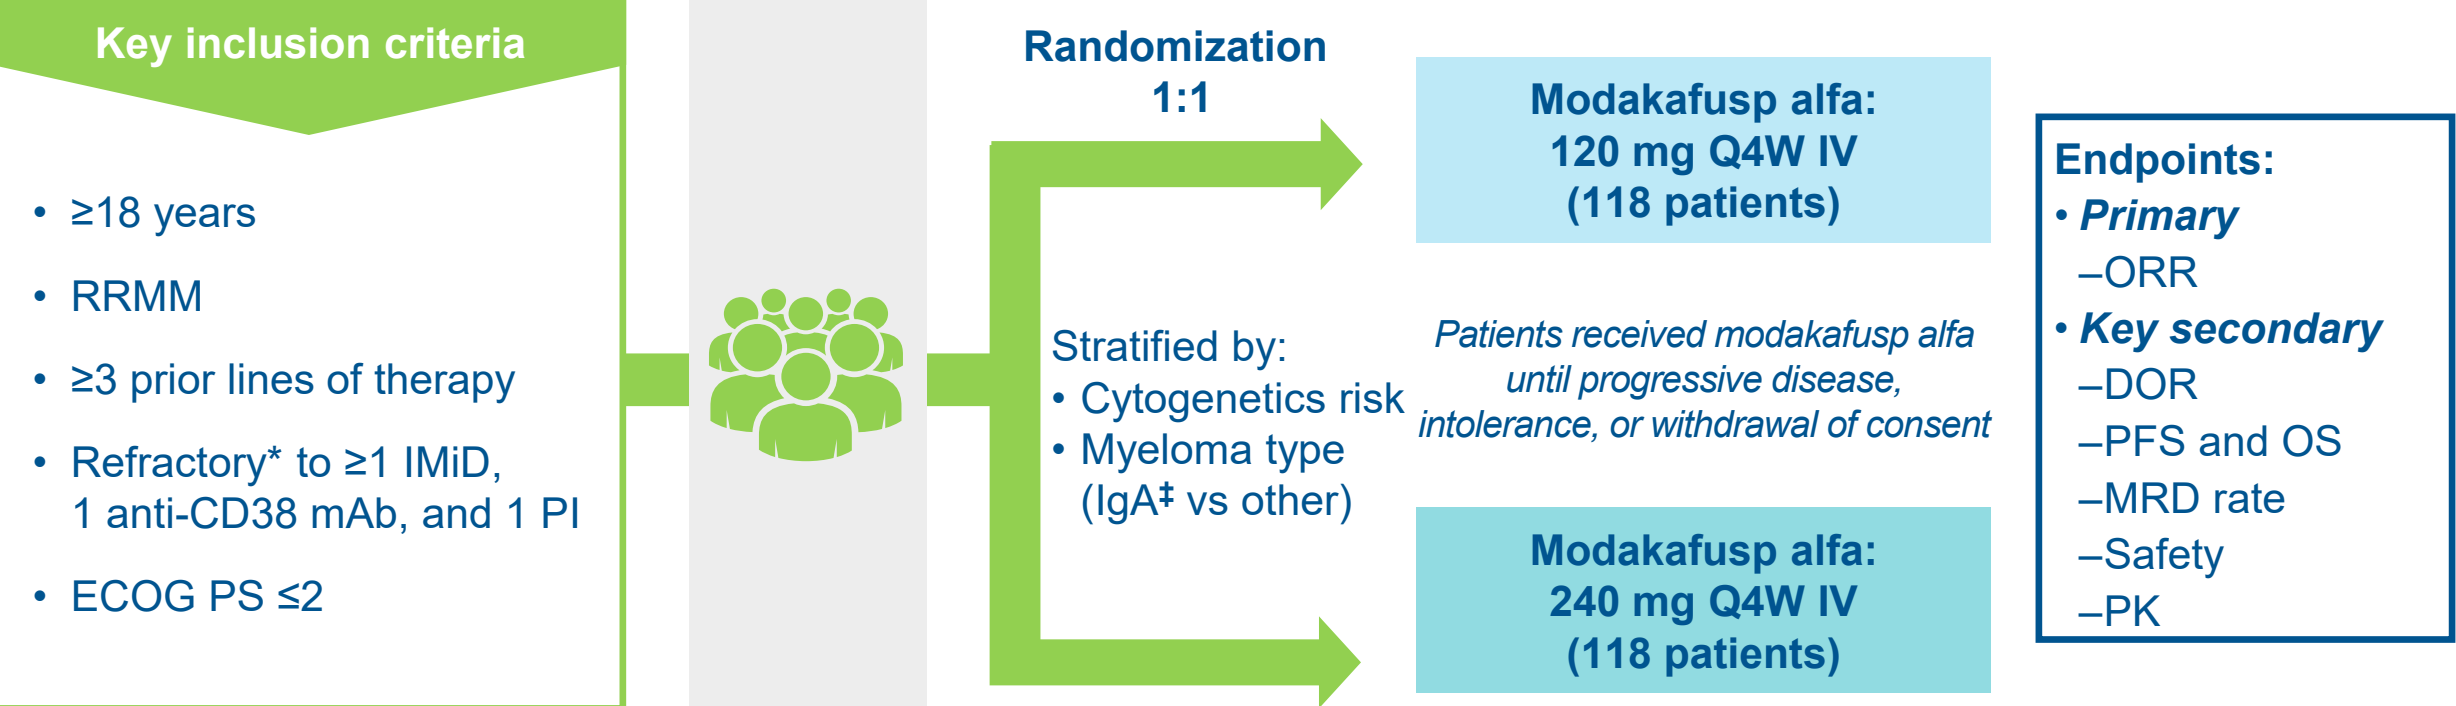 Key inclusion criteria
• ≥18 years
• RRMM
• ≥3 prior lines of therapy
• Refractory* to ≥1 IMiD,
1 anti-CD38 mAb, and 1 PI
• ECOG PS ≤2
Randomization
1:1
Stratified by:
• Cytogenetics risk
• Myeloma type
(IgA‡ vs other)
Modakafusp alfa:
120 mg Q4W IV
(118 patients)
Patients received modakafusp alfa
until progressive disease,
intolerance, or withdrawal of consent
Modakafusp alfa:
240 mg Q4W IV
(118 patients)
Endpoints:
• Primary
–ORR
• Key secondary
–DOR
–PFS and OS
–MRD rate
–Safety
–PK